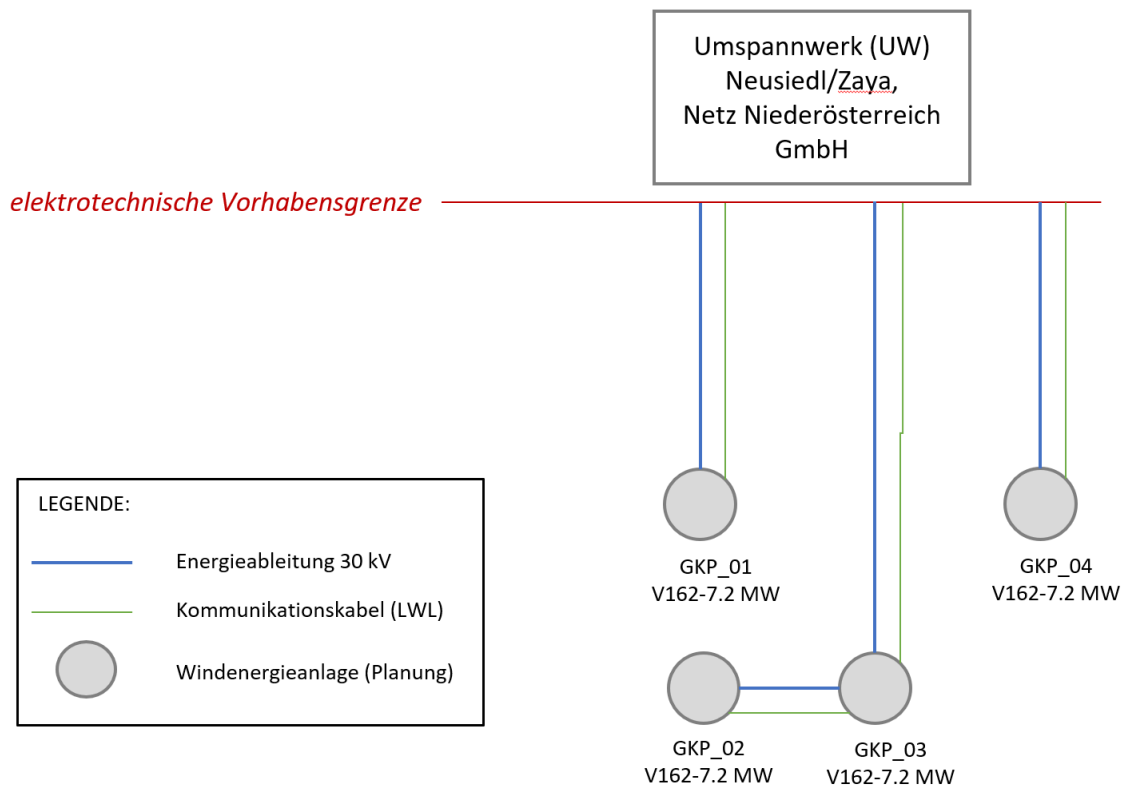 Umspannwerk (UW)
Neusiedl/Zaya,
Netz Niederösterreich
GmbH
elektrotechnische Vorhabensgrenze
LEGENDE:
Energieableitung 30 kV
Kommunikationskabel (LWL)
Windenergieanlage (Planung)
GKP_01
V162-7.2 MW
GKP_04
V162-7.2 MW
GKP_02
V162-7.2 MW
GKP_03
V162-7.2 MW